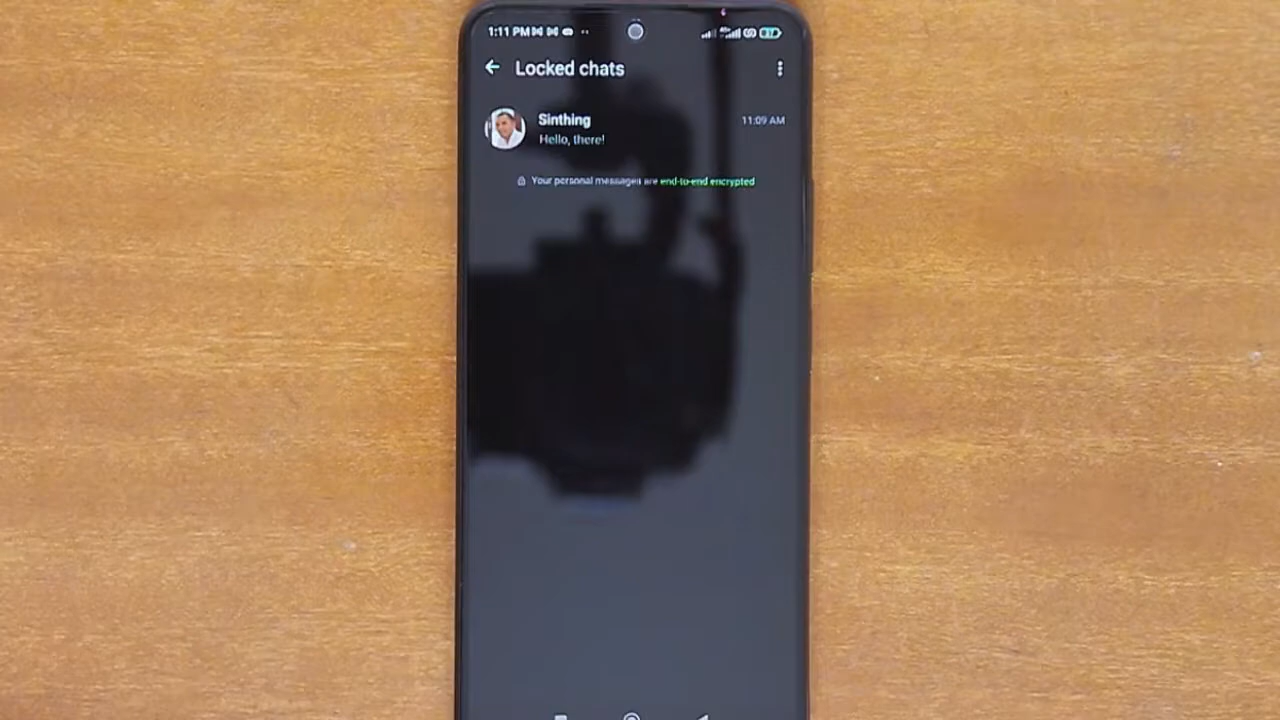 1:11 PM
Locked chats
Sinthing
11:09 AM
Hello, there!
Your personal messages are end-to-end encrypted